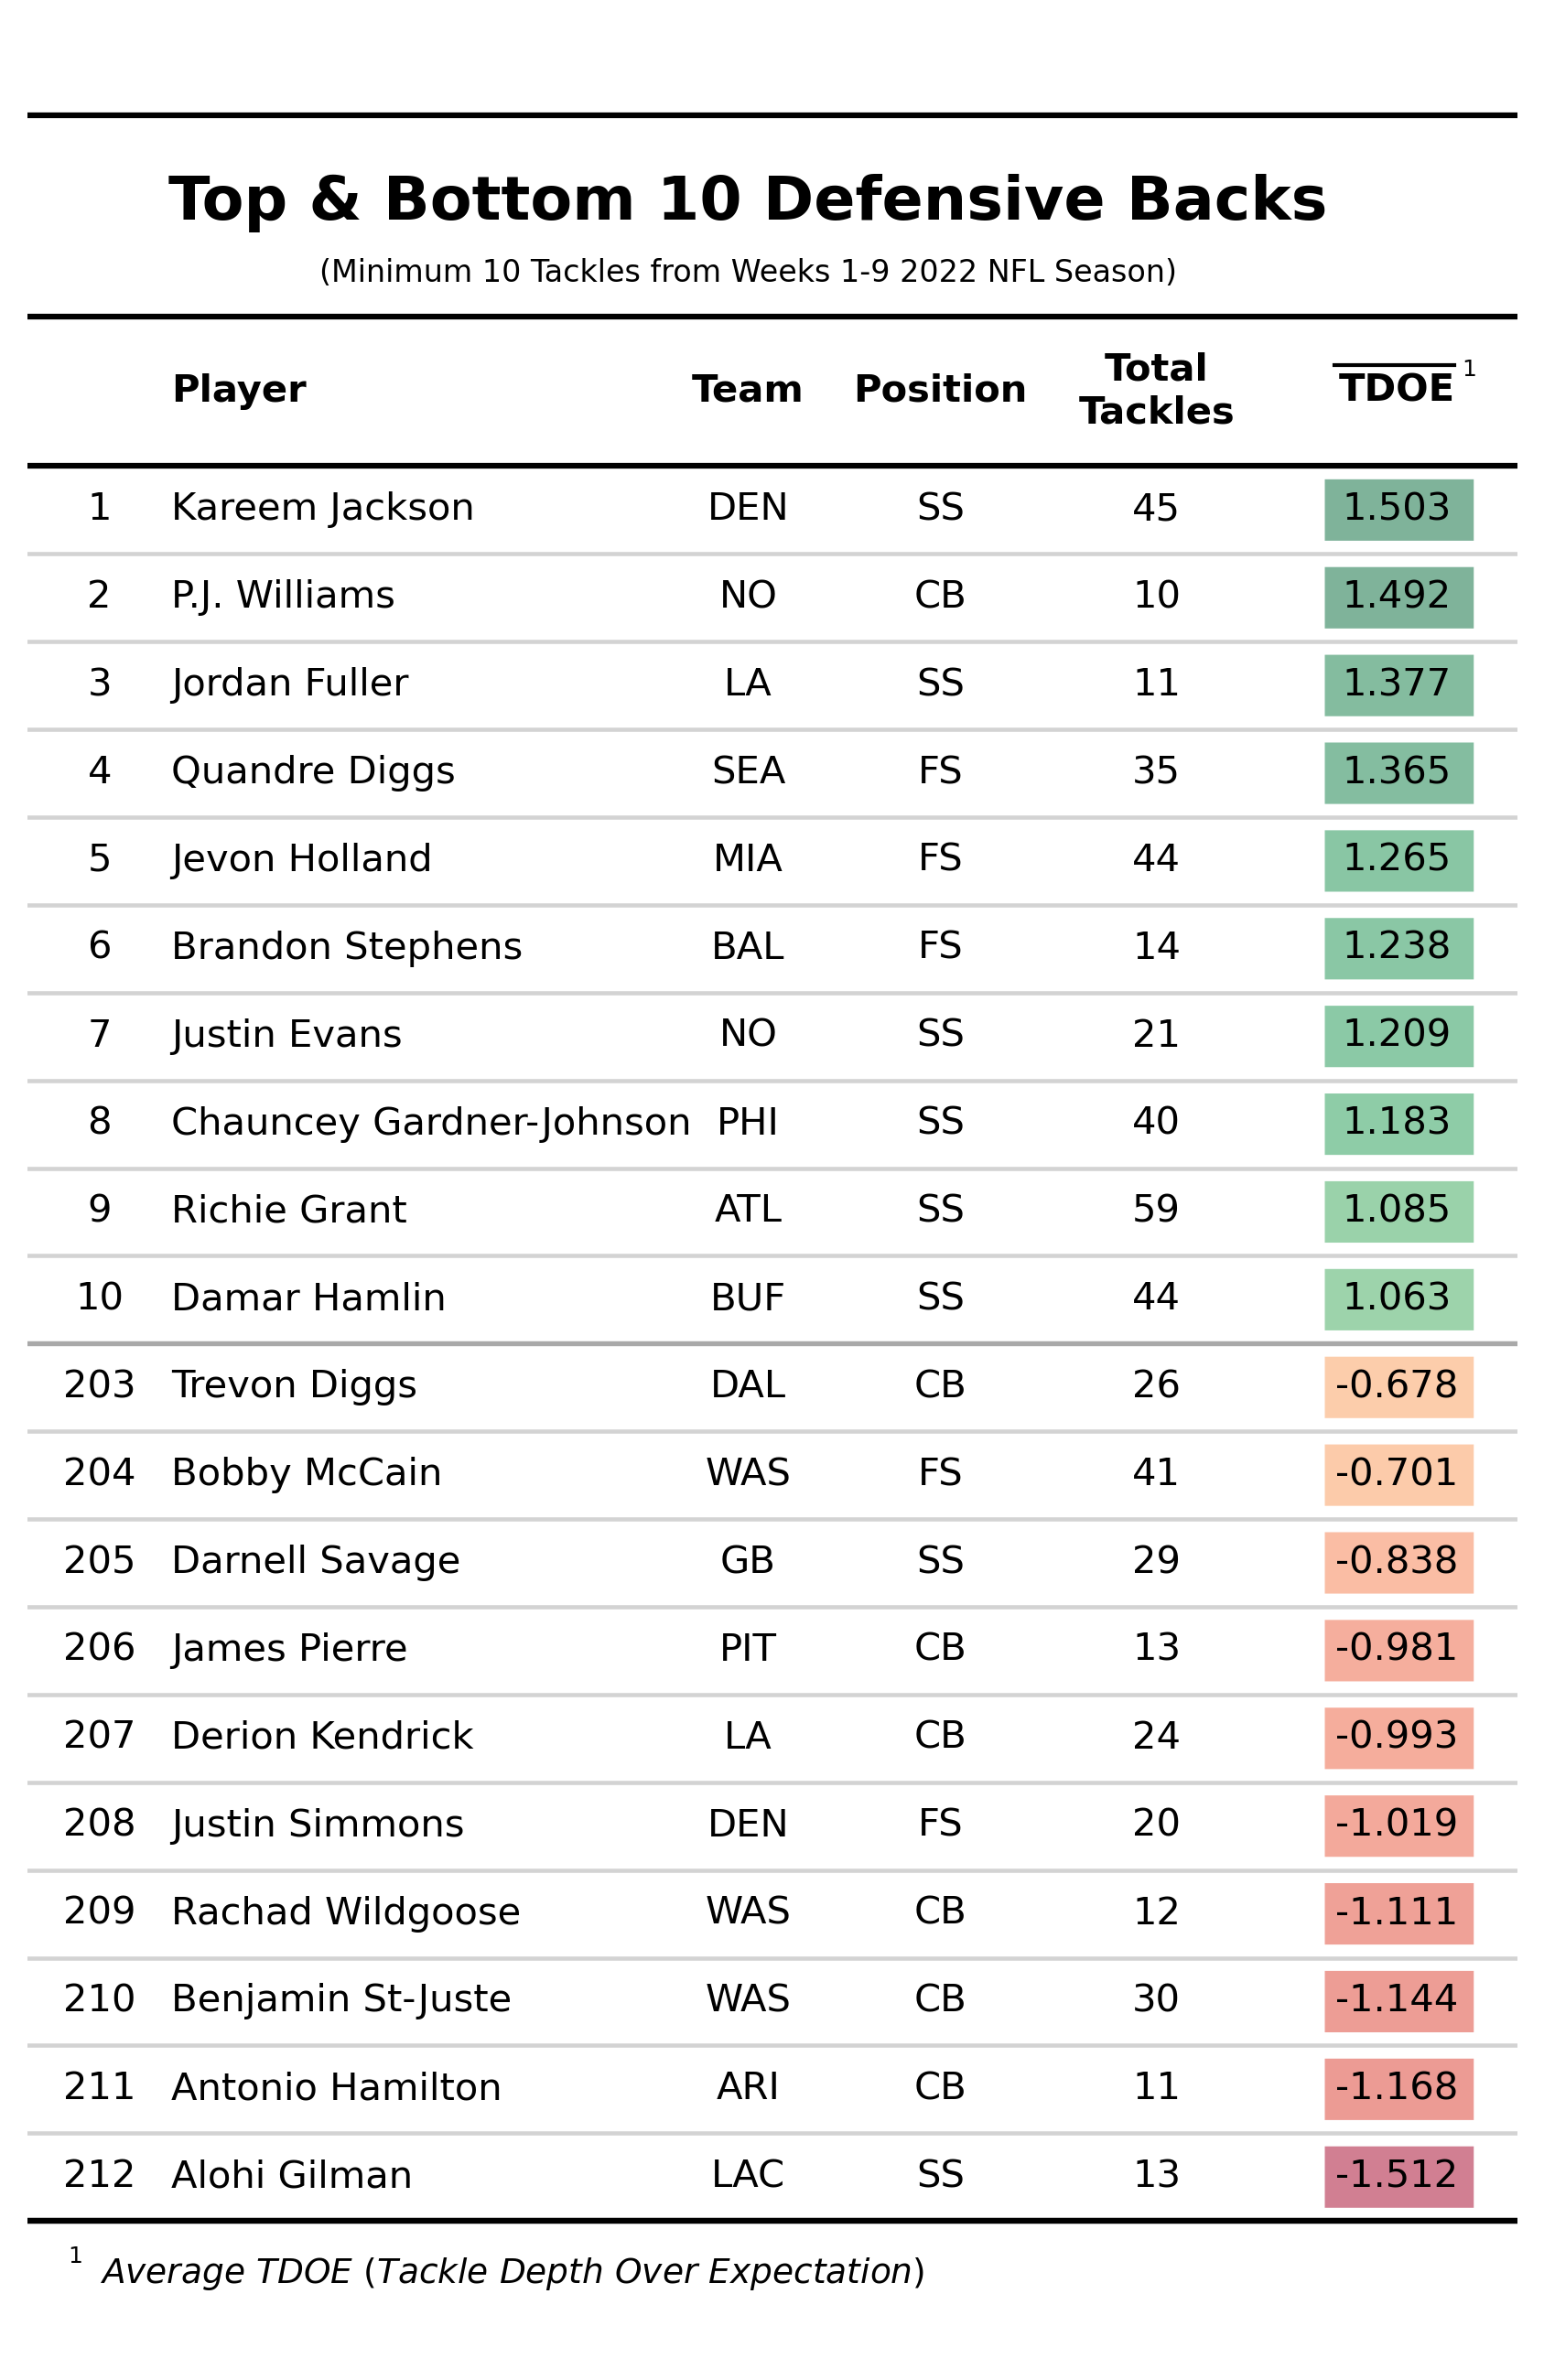 Top & Bottom 10 Defensive Backs
(Minimum 10 Tackles from Weeks 1-9 2022 NFL Season)
Player Team Position Total Tackles TDOE 1
1 Kareem Jackson DEN SS 45 1.503
2 P.J. Williams NO CB 10 1.492
3 Jordan Fuller LA SS 11 1.377
4 Quandre Diggs SEA FS 35 1.365
5 Jevon Holland MIA FS 44 1.265
6 Brandon Stephens BAL FS 14 1.238
7 Justin Evans NO SS 21 1.209
8 Chauncey Gardner-Johnson PHI SS 40 1.183
9 Richie Grant ATL SS 59 1.085
10 Damar Hamlin BUF SS 44 1.063
203 Trevon Diggs DAL CB 26 -0.678
204 Bobby McCain WAS FS 41 -0.701
205 Darnell Savage GB SS 29 -0.838
206 James Pierre PIT CB 13 -0.981
207 Derion Kendrick LA CB 24 -0.993
208 Justin Simmons DEN FS 20 -1.019
209 Rachad Wildgoose WAS CB 12 -1.111
210 Benjamin St-Juste WAS CB 30 -1.144
211 Antonio Hamilton ARI CB 11 -1.168
212 Alohi Gilman LAC SS 13 -1.512
1 Average TDOE (Tackle Depth Over Expectation)